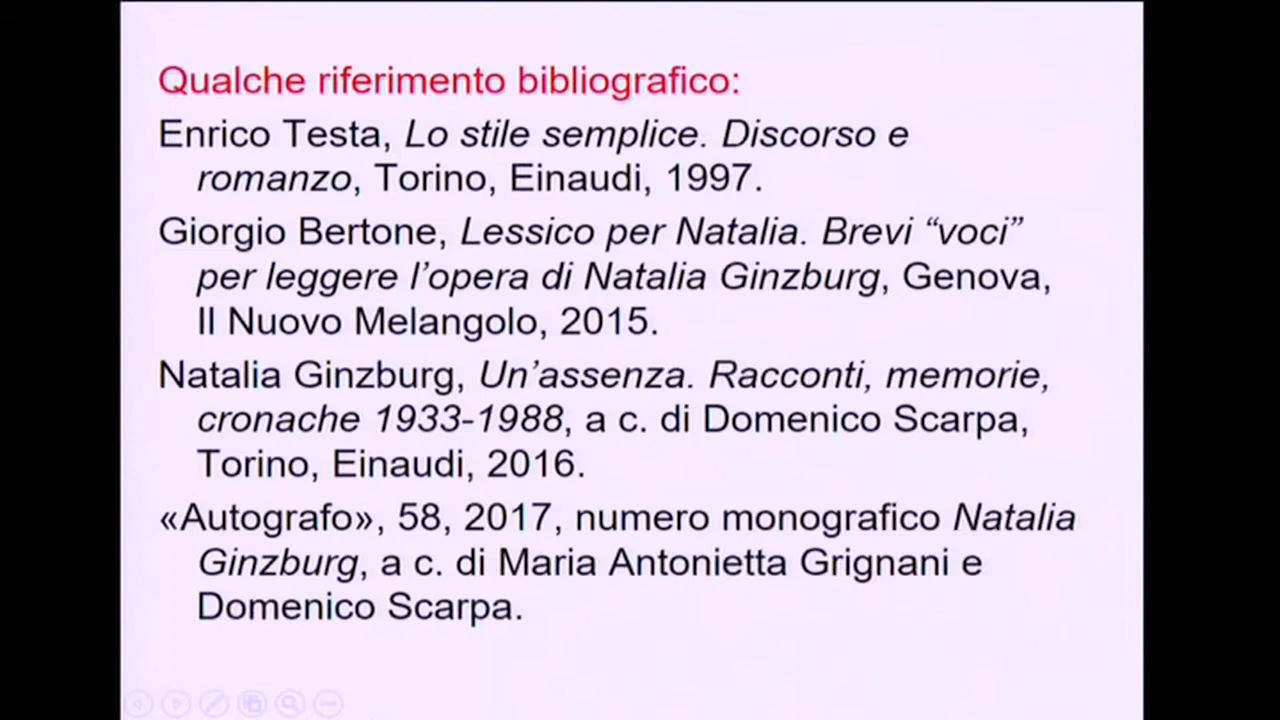 Qualche riferimento bibliografico:
Enrico Testa, Lo stile semplice. Discorso e
romanzo, Torino, Einaudi, 1997.
Giorgio Bertone, Lessico per Natalia. Brevi “voci”
per leggere l’opera di Natalia Ginzburg, Genova,
Il Nuovo Melangolo, 2015.
Natalia Ginzburg, Un’assenza. Racconti, memorie,
cronache 1933-1988, a c. di Domenico Scarpa,
Torino, Einaudi, 2016.
«Autografo», 58, 2017, numero monografico Natalia
Ginzburg, a c. di Maria Antonietta Grignani e
Domenico Scarpa.